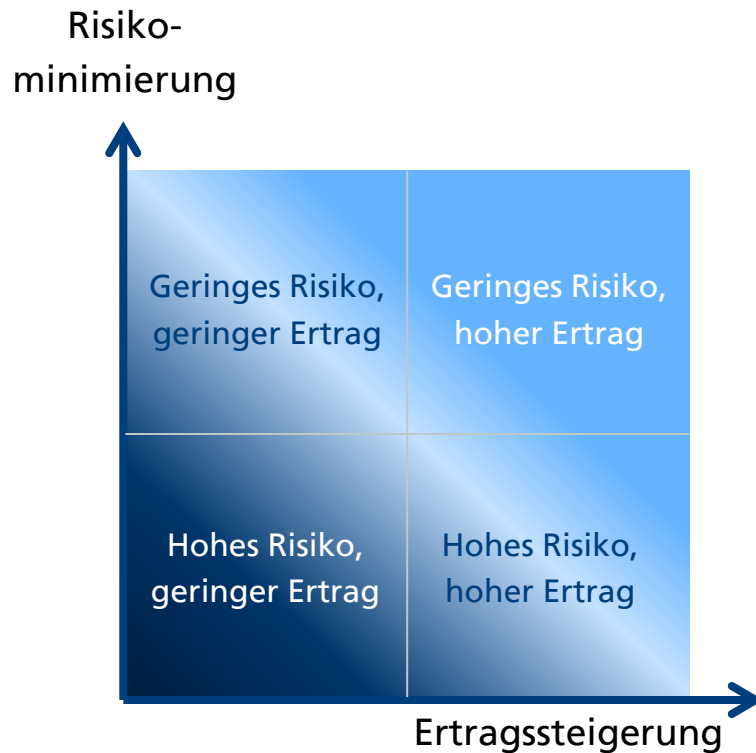 Risiko-
minimierung
Geringes Risiko,
geringer Ertrag
Geringes Risiko,
hoher Ertrag
Hohes Risiko,
geringer Ertrag
Hohes Risiko,
hoher Ertrag
Ertragssteigerung